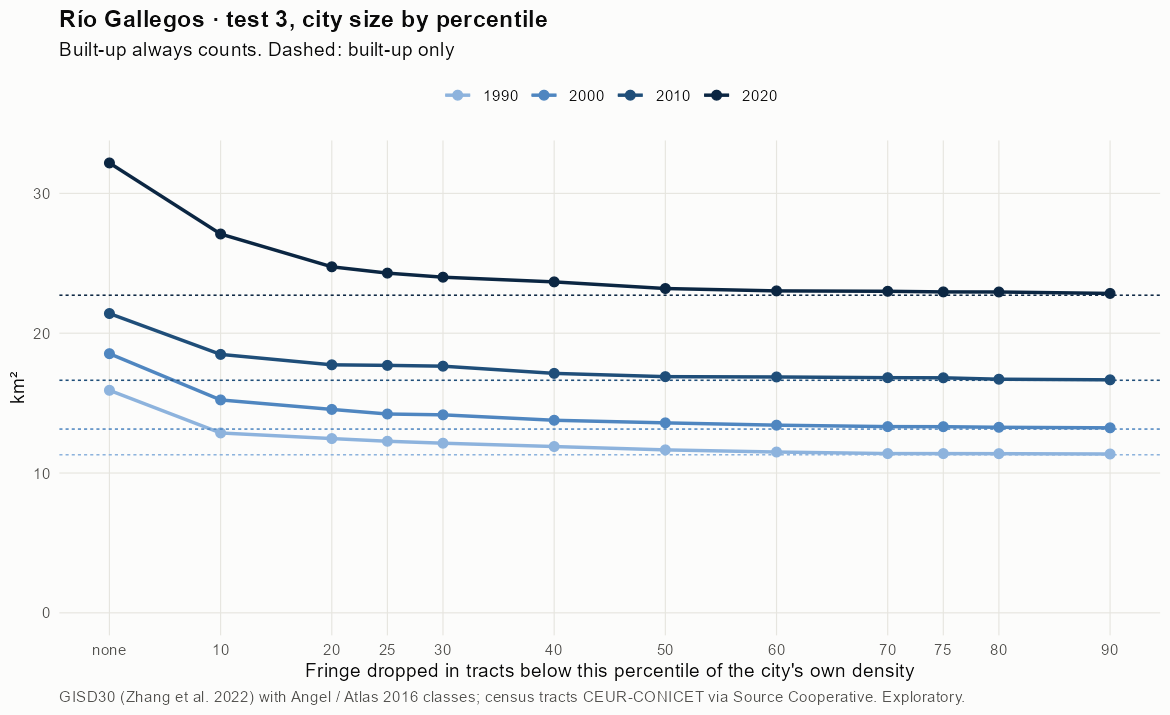 Río Gallegos · test 3, city size by percentile
Built-up always counts. Dashed: built-up only
1990 2000 2010 2020
km²
30
20
10
0
none 10 20 25 30 40 50 60 70 75 80 90
Fringe dropped in tracts below this percentile of the city's own density
GISD30 (Zhang et al. 2022) with Angel / Atlas 2016 classes; census tracts CEUR-CONICET via Source Cooperative. Exploratory.